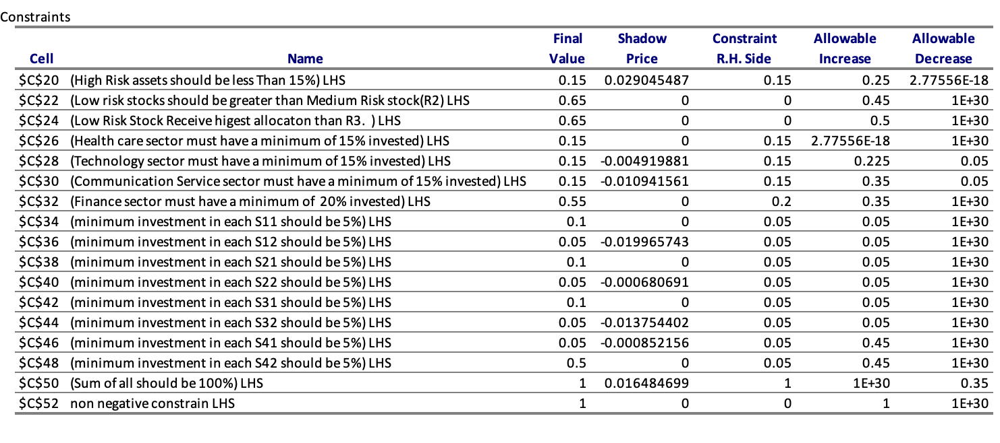 Constraints
Final Shadow Constraint Allowable Allowable
Cell Name Value Price R.H. Side Increase Decrease
$C$20 (High Risk assets should be less Than 15%) LHS 0.15 0.029045487 0.15 0.25 2.77556E-18
$C$22 (Low risk stocks should be greater than Medium Risk stock(R2) LHS 0.65 0 0 0.45 1E+30
$C$24 (Low Risk Stock Receive higest allocaton than R3. ) LHS 0.65 0 0 0.5 1E+30
$C$26 (Health care sector must have a minimum of 15% invested) LHS 0.15 0 0.15 2.77556E-18 1E+30
$C$28 (Technology sector must have a minimum of 15% invested) LHS 0.15 -0.004919881 0.15 0.225 0.05
$C$30 (Communication Service sector must have a minimum of 15% invested) LHS 0.15 -0.010941561 0.15 0.35 0.05
$C$32 (Finance sector must have a minimum of 20% invested) LHS 0.55 0 0.2 0.35 1E+30
$C$34 (minimum investment in each S11 should be 5%) LHS 0.1 0 0.05 0.05 1E+30
$C$36 (minimum investment in each S12 should be 5%) LHS 0.05 -0.019965743 0.05 0.05 1E+30
$C$38 (minimum investment in each S21 should be 5%) LHS 0.1 0 0.05 0.05 1E+30
$C$40 (minimum investment in each S22 should be 5%) LHS 0.05 -0.000680691 0.05 0.05 1E+30
$C$42 (minimum investment in each S31 should be 5%) LHS 0.1 0 0.05 0.05 1E+30
$C$44 (minimum investment in each S32 should be 5%) LHS 0.05 -0.013754402 0.05 0.05 1E+30
$C$46 (minimum investment in each S41 should be 5%) LHS 0.05 -0.000852156 0.05 0.45 1E+30
$C$48 (minimum investment in each S42 should be 5%) LHS 0.5 0 0.05 0.45 1E+30
$C$50 (Sum of all should be 100%) LHS 1 0.016484699 1 1E+30 0.35
$C$52 non negative constrain LHS 1 0 0 1 1E+30